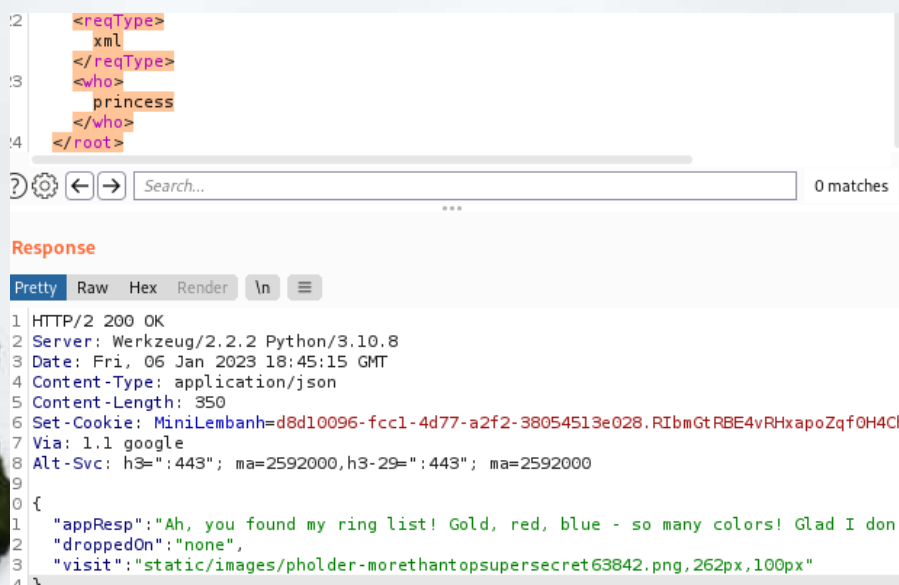 22 <reqType>
xml
</reqType>
23 <who>
princess
</who>
24 </root>
Search...
0 matches
Response
Pretty Raw Hex Render \n
1 HTTP/2 200 OK
2 Server: Werkzeug/2.2.2 Python/3.10.8
3 Date: Fri, 06 Jan 2023 18:45:15 GMT
4 Content-Type: application/json
5 Content-Length: 350
6 Set-Cookie: MiniLembanh=d8d10096-fcc1-4d77-a2f2-38054513e028.RIbmGtRBE4vRHxapoZqf0H4C
7 Via: 1.1 google
8 Alt-Svc: h3=":443"; ma=2592000,h3-29=":443"; ma=2592000
9
0 {
1 "appResp":"Ah, you found my ring list! Gold, red, blue - so many colors! Glad I don
2 "droppedOn":"none",
3 "visit":"static/images/pholder-morethantopsupersecret63842.png,262px,100px"
4 }